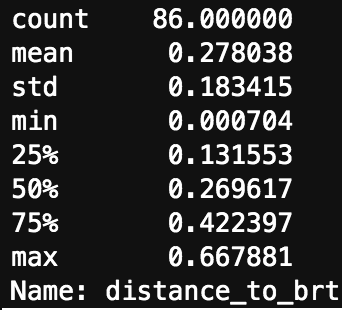 count    86.000000
mean      0.278038
std       0.183415
min       0.000704
25%       0.131553
50%       0.269617
75%       0.422397
max       0.667881
Name: distance_to_brt